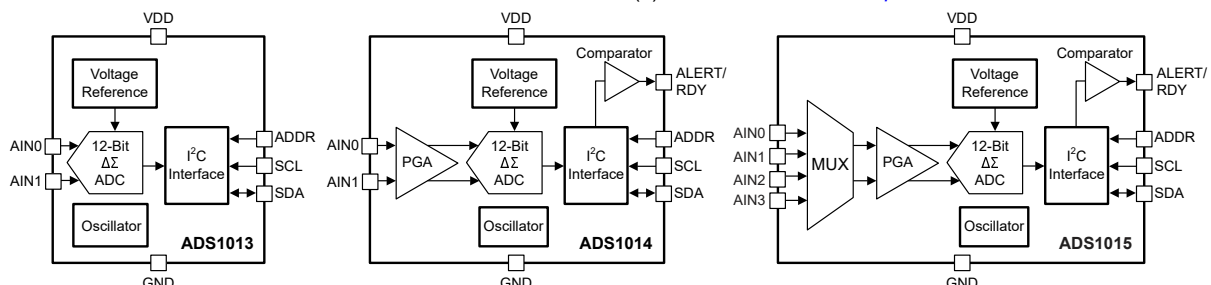 VDD
Voltage
Reference
AIN0
AIN1
12-Bit
ΔΣ
ADC
I²C
Interface
ADDR
SCL
SDA
Oscillator
ADS1013
GND
VDD
Comparator
ALERT/
RDY
Voltage
Reference
AIN0
AIN1
PGA
12-Bit
ΔΣ
ADC
I²C
Interface
ADDR
SCL
SDA
Oscillator
ADS1014
GND
VDD
Comparator
ALERT/
RDY
Voltage
Reference
AIN0
AIN1
AIN2
AIN3
MUX
PGA
12-Bit
ΔΣ
ADC
I²C
Interface
ADDR
SCL
SDA
Oscillator
ADS1015
GND